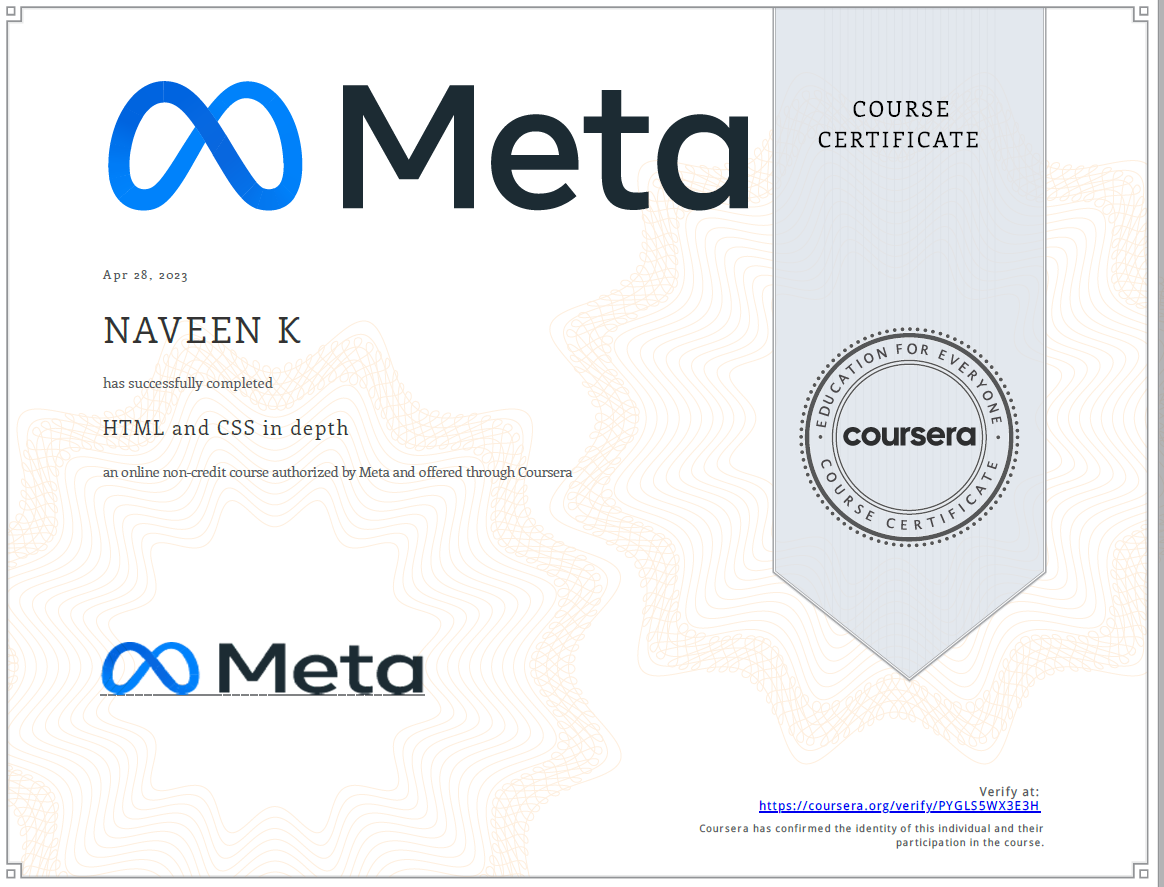 Meta
COURSE
CERTIFICATE
Apr 28, 2023
NAVEEN K
has successfully completed
HTML and CSS in depth
an online non-credit course authorized by Meta and offered through Coursera
EDUCATION FOR EVERYONE
coursera
COURSE CERTIFICATE
Meta
Verify at:
https://coursera.org/verify/PYGLS5WX3E3H
Coursera has confirmed the identity of this individual and their
participation in the course.